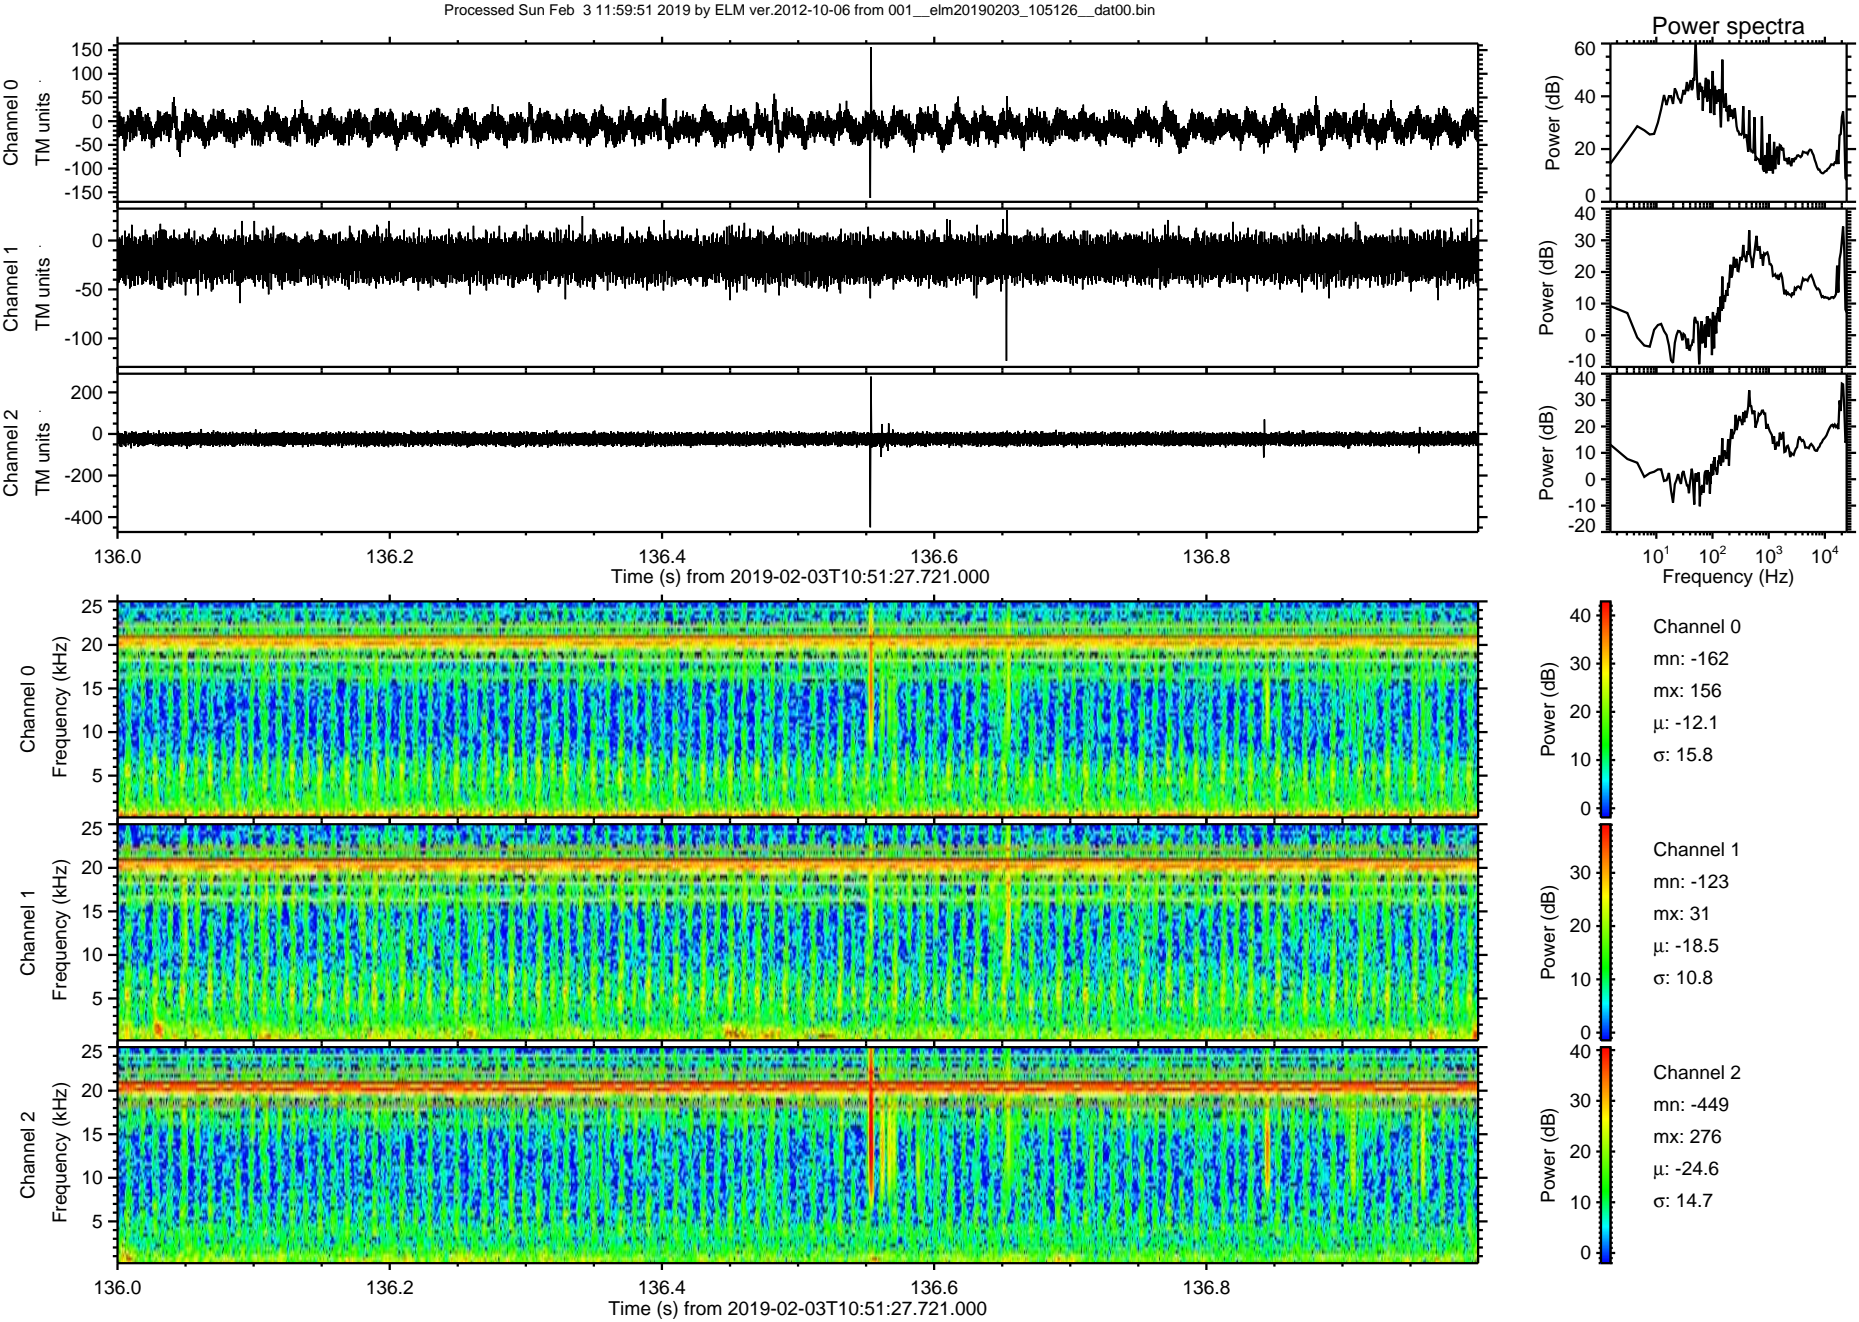 Processed Sun Feb  3 11:59:51 2019 by ELM ver.2012-10-06 from 001__elm20190203_105126__dat00.bin
Power spectra
Channel 0
TM units
150
100
50
0
-50
-100
-150
Power (dB)
60
40
20
0
Channel 1
TM units
0
-50
-100
Power (dB)
40
30
20
10
0
-10
Channel 2
TM units
200
0
-200
-400
Power (dB)
40
30
20
10
0
-10
-20
136.0 136.2 136.4 136.6 136.8
Time (s) from 2019-02-03T10:51:27.721.000
10¹ 10² 10³ 10⁴
Frequency (Hz)
Channel 0
Frequency (kHz)
25
20
15
10
5
Power (dB)
40
30
20
10
0
Channel 0
mn: -162
mx: 156
μ: -12.1
σ: 15.8
Channel 1
Frequency (kHz)
25
20
15
10
5
Power (dB)
30
20
10
0
Channel 1
mn: -123
mx: 31
μ: -18.5
σ: 10.8
Channel 2
Frequency (kHz)
25
20
15
10
5
Power (dB)
40
30
20
10
0
Channel 2
mn: -449
mx: 276
μ: -24.6
σ: 14.7
136.0 136.2 136.4 136.6 136.8
Time (s) from 2019-02-03T10:51:27.721.000